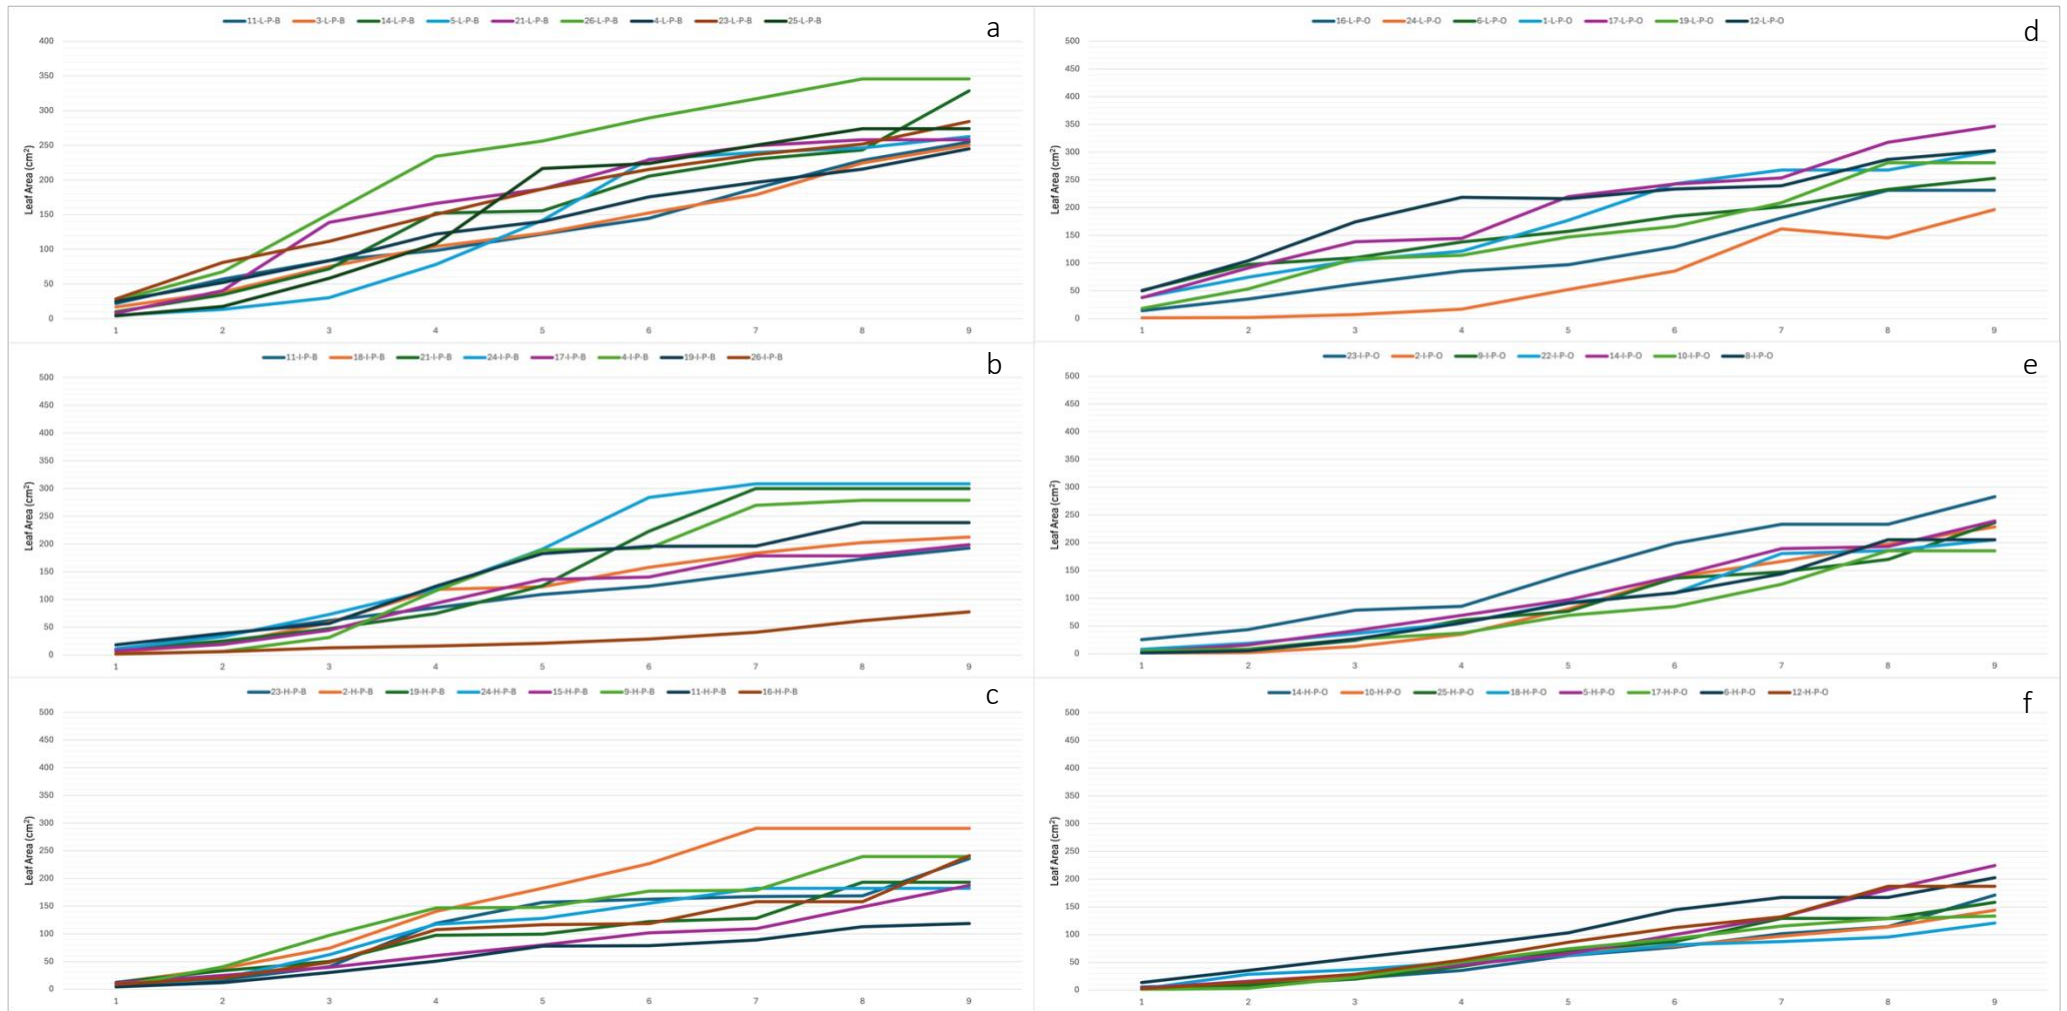 11-L-P-B 3-L-P-B 14-L-P-B 5-L-P-B 21-L-P-B 26-L-P-B 4-L-P-B 23-L-P-B 25-L-P-B
a
400
350
300
250
200
150
100
50
0
Leaf Area (cm²)
1 2 3 4 5 6 7 8 9
16-L-P-O 24-L-P-O 6-L-P-O 1-L-P-O 17-L-P-O 19-L-P-O 12-L-P-O
d
500
450
400
350
300
250
200
150
100
50
0
Leaf Area (cm²)
1 2 3 4 5 6 7 8 9
11-I-P-B 18-I-P-B 21-I-P-B 24-I-P-B 17-I-P-B 4-I-P-B 19-I-P-B 26-I-P-B
b
500
450
400
350
300
250
200
150
100
50
0
Leaf Area (cm²)
1 2 3 4 5 6 7 8 9
23-I-P-O 2-I-P-O 9-I-P-O 22-I-P-O 14-I-P-O 10-I-P-O 8-I-P-O
e
500
450
400
350
300
250
200
150
100
50
0
Leaf Area (cm²)
1 2 3 4 5 6 7 8 9
23-H-P-B 2-H-P-B 19-H-P-B 24-H-P-B 15-H-P-B 9-H-P-B 11-H-P-B 16-H-P-B
c
500
450
400
350
300
250
200
150
100
50
0
Leaf Area (cm²)
1 2 3 4 5 6 7 8 9
14-H-P-O 10-H-P-O 25-H-P-O 18-H-P-O 5-H-P-O 17-H-P-O 6-H-P-O 12-H-P-O
f
500
450
400
350
300
250
200
150
100
50
0
Leaf Area (cm²)
1 2 3 4 5 6 7 8 9